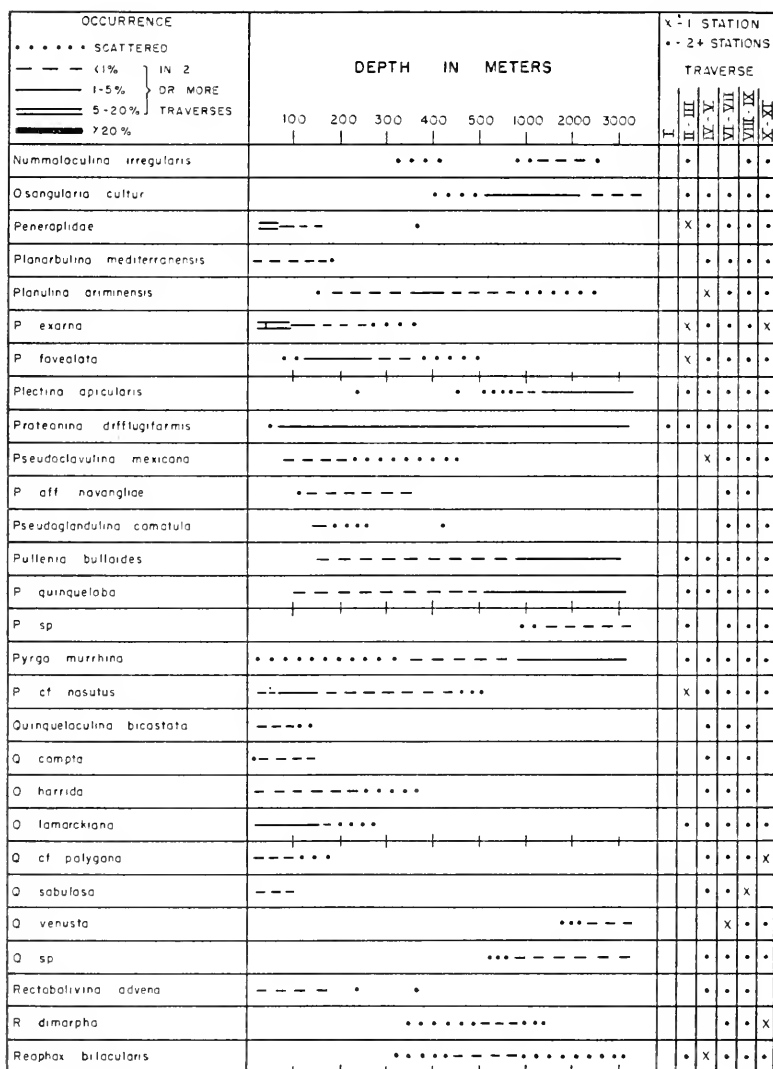 OCCURRENCE
• • • • • • SCATTERED
— — — — <1% } IN 2
———— 1-5% } OR MORE
════ 5-20% } TRAVERSES
━━━━ >20%
DEPTH IN METERS
100 200 300 400 500 1000 2000 3000
x - 1 STATION
• - 2+ STATIONS
TRAVERSE
I II-III IV-V VI-VII VIII-IX X-XI
Nummoloculina irregularis
Osangularia cultur
Peneroplidae
Planorbulina mediterranensis
Planulina ariminensis
P exorna
P foveolata
Plectina apicularis
Proteonina difflugiformis
Pseudoclavulina mexicana
P aff novangliae
Pseudoglandulina comatula
Pullenia bulloides
P quinqueloba
P sp
Pyrgo murrhina
P cf nasutus
Quinqueloculina bicostata
Q compta
Q horrida
Q lamarckiana
Q cf polygona
Q sabulosa
Q venusta
Q sp
Rectobolivina advena
R dimorpha
Reophax bilocularis